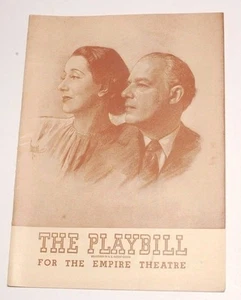 THE PLAYBILL
FOR THE EMPIRE THEATRE